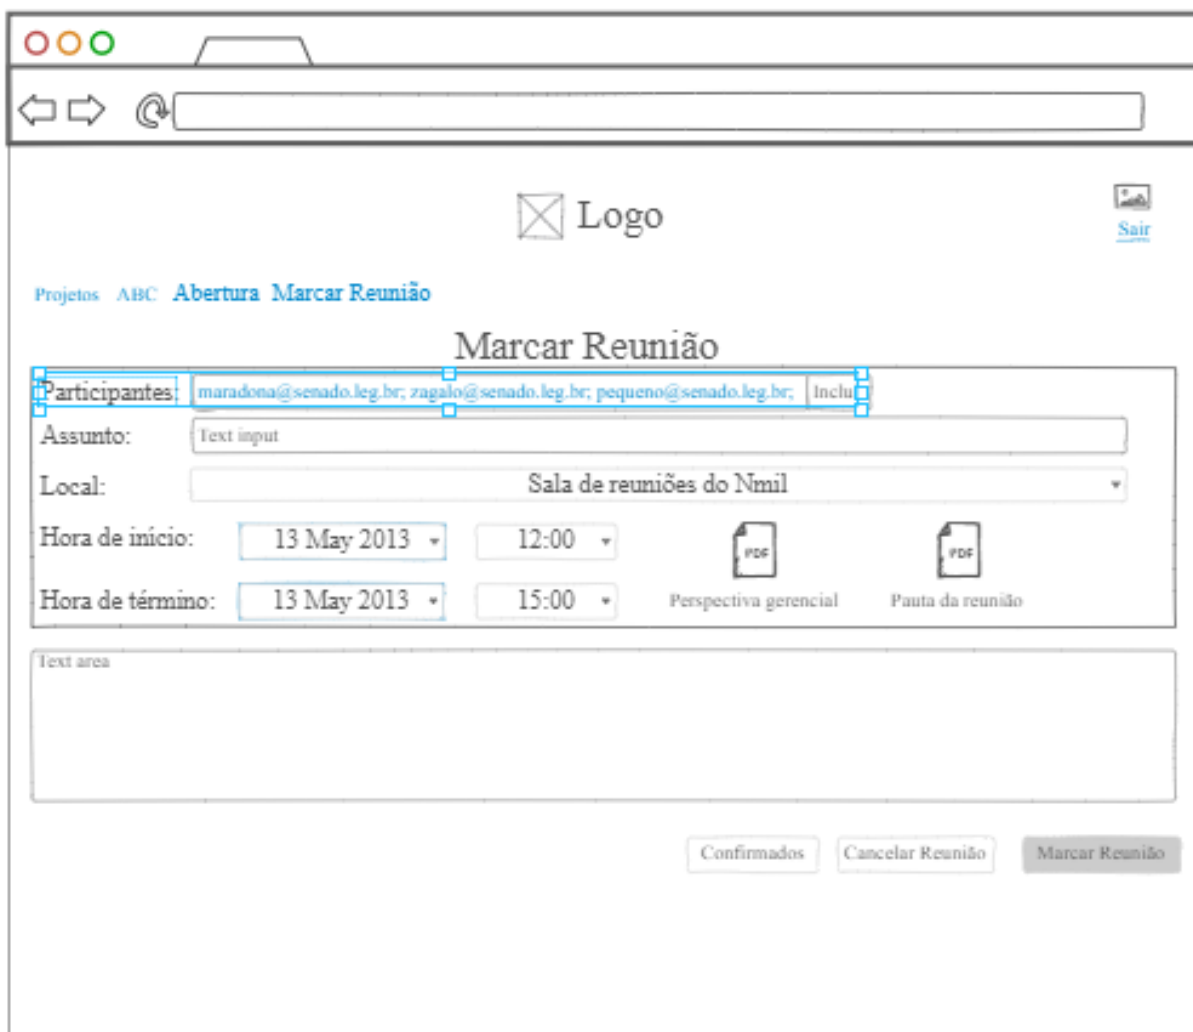 Logo
Sair
Projetos ABC Abertura Marcar Reunião
Marcar Reunião
Participantes: maradona@senado.leg.br; zagalo@senado.leg.br; pequeno@senado.leg.br; Inclu
Assunto: Text input
Local: Sala de reuniões do Nmil
Hora de início: 13 May 2013 12:00 PDF PDF
Hora de término: 13 May 2013 15:00 Perspectiva gerencial Pauta da reunião
Text area
Confirmados Cancelar Reunião Marcar Reunião